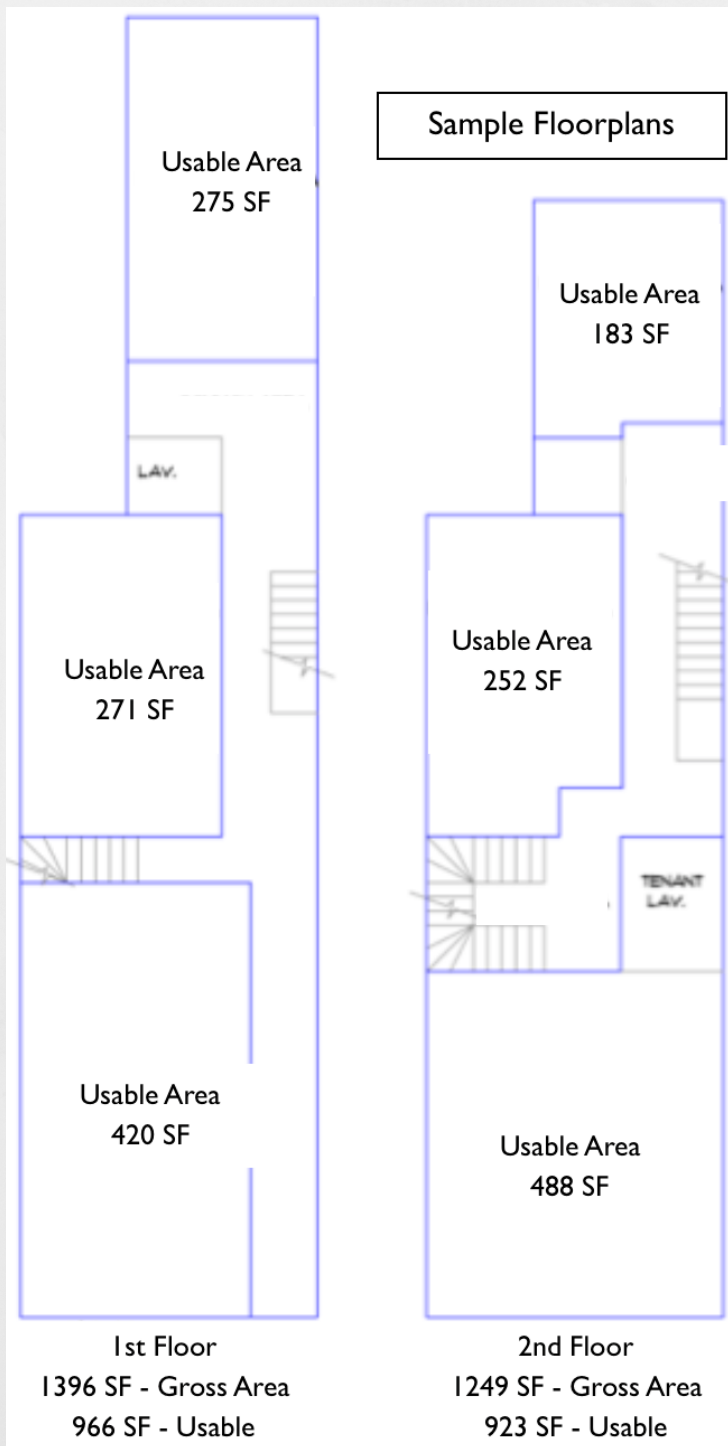 Sample Floorplans
Usable Area
275 SF
Usable Area
183 SF
LAV.
Usable Area
271 SF
Usable Area
252 SF
TENANT
LAV.
Usable Area
420 SF
Usable Area
488 SF
1st Floor
1396 SF - Gross Area
966 SF - Usable
2nd Floor
1249 SF - Gross Area
923 SF - Usable